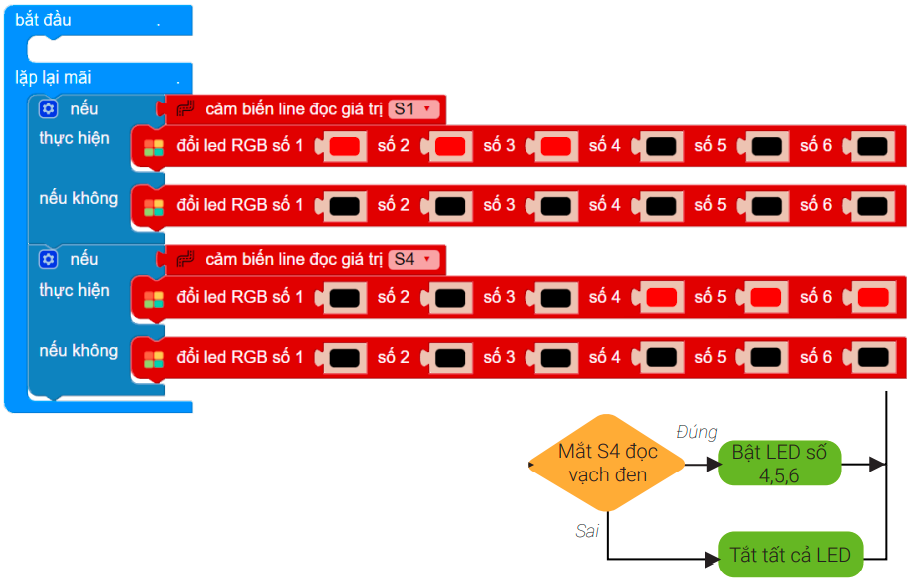 bắt đầu .
lặp lại mãi .
nếu cảm biến line đọc giá trị S1
thực hiện đổi led RGB số 1 số 2 số 3 số 4 số 5 số 6
nếu không đổi led RGB số 1 số 2 số 3 số 4 số 5 số 6
nếu cảm biến line đọc giá trị S4
thực hiện đổi led RGB số 1 số 2 số 3 số 4 số 5 số 6
nếu không đổi led RGB số 1 số 2 số 3 số 4 số 5 số 6
Mắt S4 đọc
vạch đen
Đúng
Bật LED số
4,5,6
Sai
Tắt tất cả LED